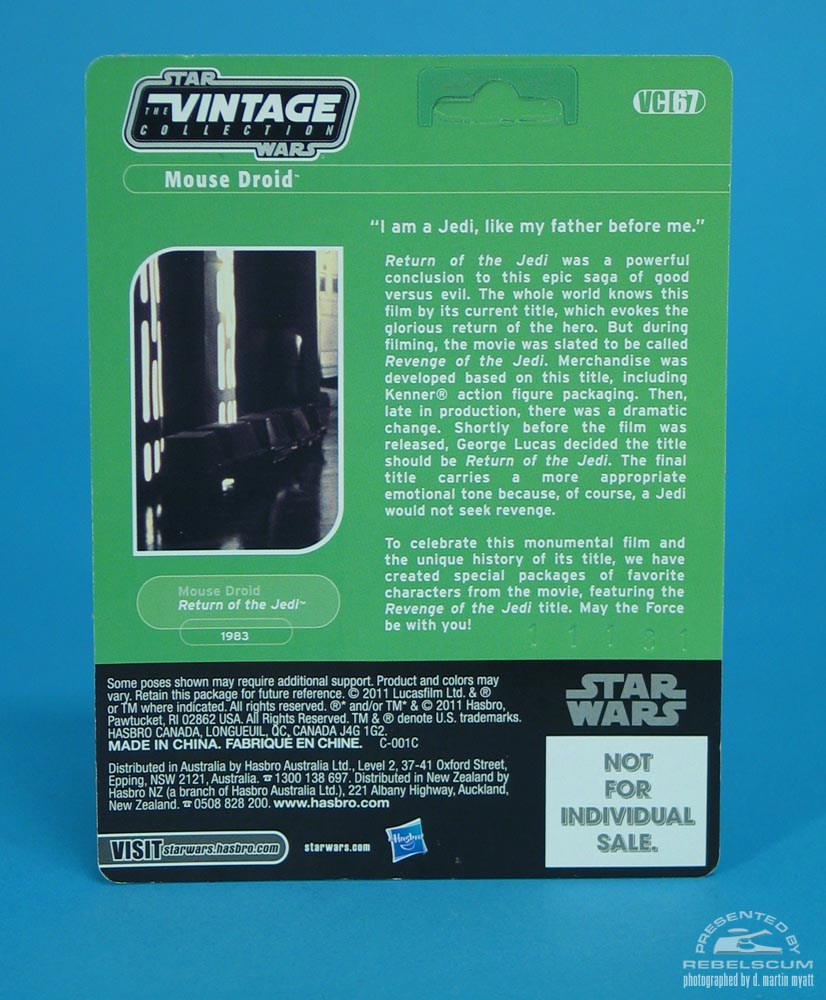 STAR
THE VINTAGE
COLLECTION
WARS
VC67
Mouse Droid™
“I am a Jedi, like my father before me.”
Return of the Jedi was a powerful
conclusion to this epic saga of good
versus evil. The whole world knows this
film by its current title, which evokes the
glorious return of the hero. But during
filming, the movie was slated to be called
Revenge of the Jedi. Merchandise was
developed based on this title, including
Kenner® action figure packaging. Then,
late in production, there was a dramatic
change. Shortly before the film was
released, George Lucas decided the title
should be Return of the Jedi. The final
title carries a more appropriate
emotional tone because, of course, a Jedi
would not seek revenge.
To celebrate this monumental film and
the unique history of its title, we have
created special packages of favorite
characters from the movie, featuring the
Revenge of the Jedi title. May the Force
be with you!
Mouse Droid
Return of the Jedi™
1983
Some poses shown may require additional support. Product and colors may
vary. Retain this package for future reference. © 2011 Lucasfilm Ltd. & ®
or TM where indicated. All rights reserved. ®* and/or TM* & © 2011 Hasbro,
Pawtucket, RI 02862 USA. All Rights Reserved. TM & ® denote U.S. trademarks.
HASBRO CANADA, LONGUEUIL, QC, CANADA J4G 1G2.
MADE IN CHINA. FABRIQUÉ EN CHINE. C-001C
Distributed in Australia by Hasbro Australia Ltd., Level 2, 37-41 Oxford Street,
Epping, NSW 2121, Australia. ☎ 1300 138 697. Distributed in New Zealand by
Hasbro NZ (a branch of Hasbro Australia Ltd.), 221 Albany Highway, Auckland,
New Zealand. ☎ 0508 828 200. www.hasbro.com
VISIT starwars.hasbro.com
starwars.com
Hasbro
STAR
WARS
NOT
FOR
INDIVIDUAL
SALE.
PRESENTED BY
REBELSCUM
photographed by d. martin myatt